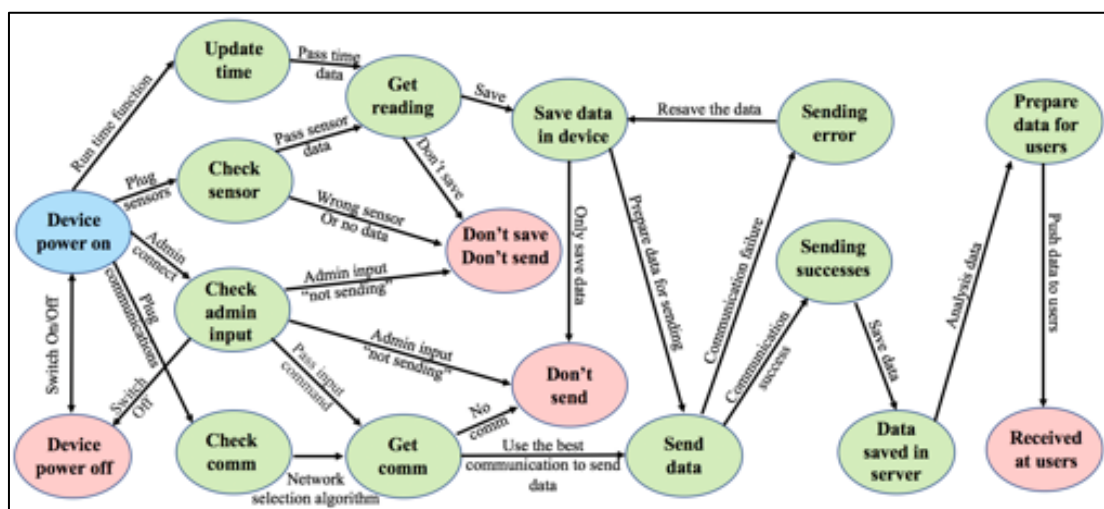 Update
time
Pass time
data
Get
reading
Save
Save data
in device
Resave the data
Sending
error
Prepare
data for
users
Run time function
Pass sensor
data
Check
sensor
Plug
sensors
Don't save
Wrong sensor
Or no data
Don't save
Don't send
Device
power on
Admin
connect
Plug
communications
Check
admin
input
Admin input
"not sending"
Admin input
"not sending"
Pass input
command
Only save data
Prepare data for sending
Communication failure
Communication
success
Sending
successes
Save data
Analysis data
Push data to users
Switch On/Off
Switch
Off
Device
power off
Check
comm
Network
selection algorithm
Get
comm
No
comm
Don't
send
Use the best
communication to send
data
Send
data
Data
saved in
server
Received
at users